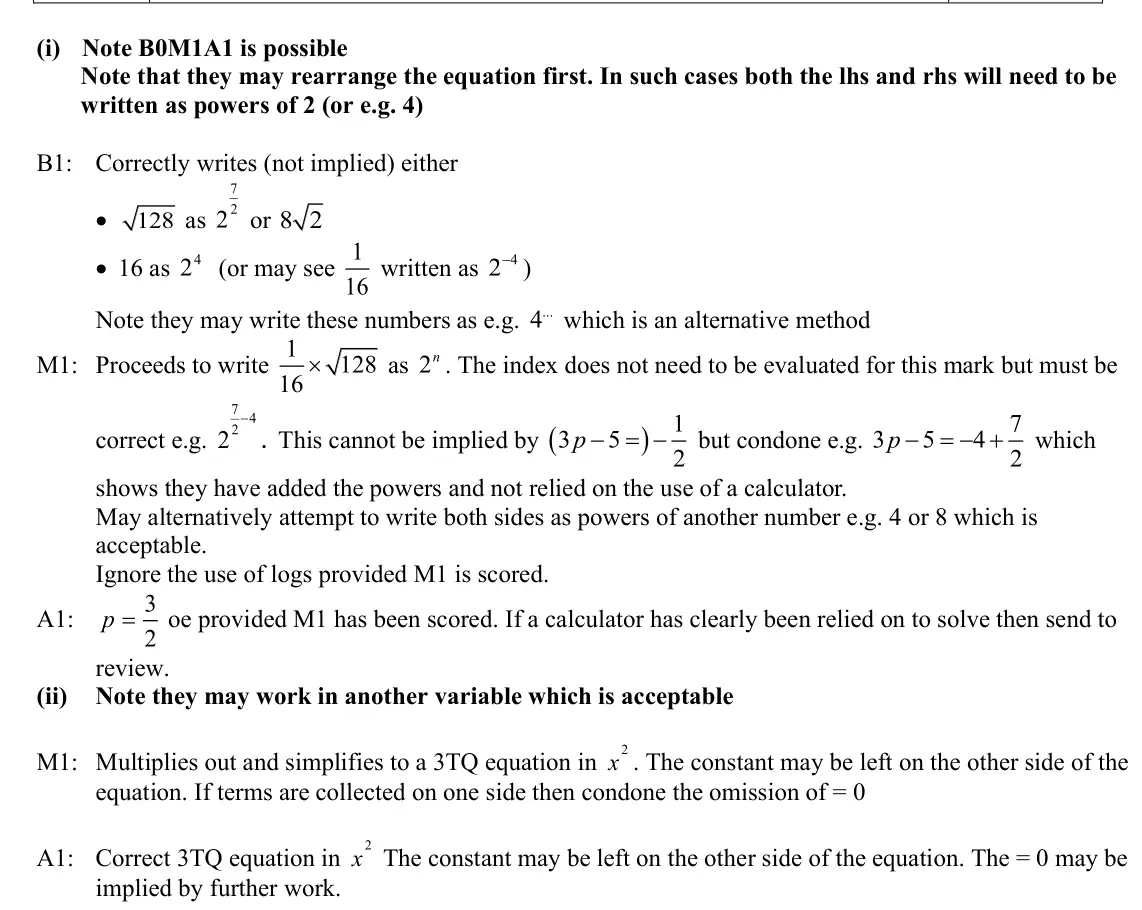 (i) Note B0M1A1 is possible
Note that they may rearrange the equation first. In such cases both the lhs and rhs will need to be
written as powers of 2 (or e.g. 4)
B1: Correctly writes (not implied) either
• √128 as 2^(7/2) or 8√2
• 16 as 2⁴ (or may see 1/16 written as 2⁻⁴)
Note they may write these numbers as e.g. 4^… which is an alternative method
M1: Proceeds to write 1/16 × √128 as 2ⁿ. The index does not need to be evaluated for this mark but must be
correct e.g. 2^(7/2−4). This cannot be implied by (3p − 5 =) − 1/2 but condone e.g. 3p − 5 = −4 + 7/2 which
shows they have added the powers and not relied on the use of a calculator.
May alternatively attempt to write both sides as powers of another number e.g. 4 or 8 which is
acceptable.
Ignore the use of logs provided M1 is scored.
A1: p = 3/2 oe provided M1 has been scored. If a calculator has clearly been relied on to solve then send to
review.
(ii) Note they may work in another variable which is acceptable
M1: Multiplies out and simplifies to a 3TQ equation in x². The constant may be left on the other side of the
equation. If terms are collected on one side then condone the omission of = 0
A1: Correct 3TQ equation in x² The constant may be left on the other side of the equation. The = 0 may be
implied by further work.